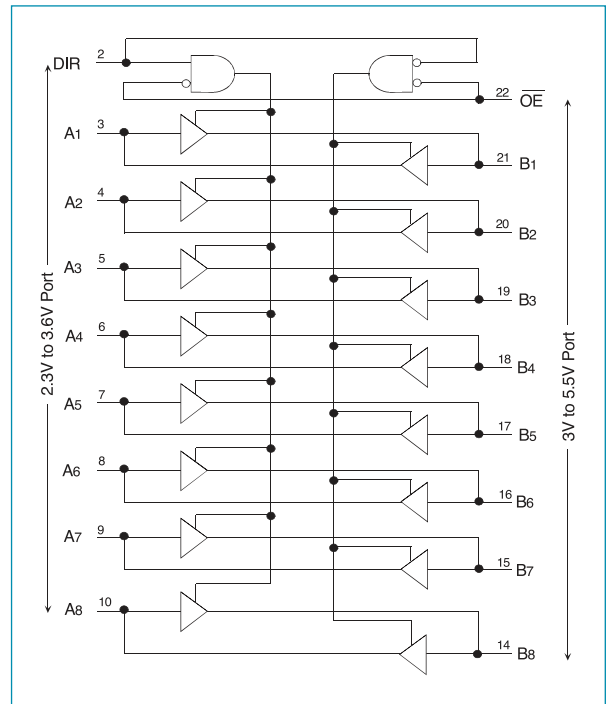 DIR 2
22 OE
A1 3
21 B1
A2 4
20 B2
A3 5
19 B3
A4 6
18 B4
A5 7
17 B5
A6 8
16 B6
A7 9
15 B7
A8 10
14 B8
2.3V to 3.6V Port
3V to 5.5V Port